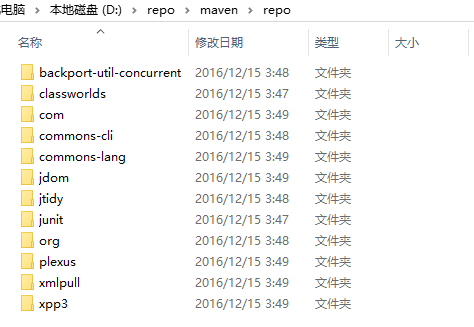 电脑 > 本地磁盘 (D:) > repo > maven > repo
名称 修改日期 类型 大小
backport-util-concurrent 2016/12/15 3:48 文件夹
classworlds 2016/12/15 3:47 文件夹
com 2016/12/15 3:49 文件夹
commons-cli 2016/12/15 3:48 文件夹
commons-lang 2016/12/15 3:49 文件夹
jdom 2016/12/15 3:49 文件夹
jtidy 2016/12/15 3:48 文件夹
junit 2016/12/15 3:47 文件夹
org 2016/12/15 3:48 文件夹
plexus 2016/12/15 3:49 文件夹
xmlpull 2016/12/15 3:49 文件夹
xpp3 2016/12/15 3:49 文件夹